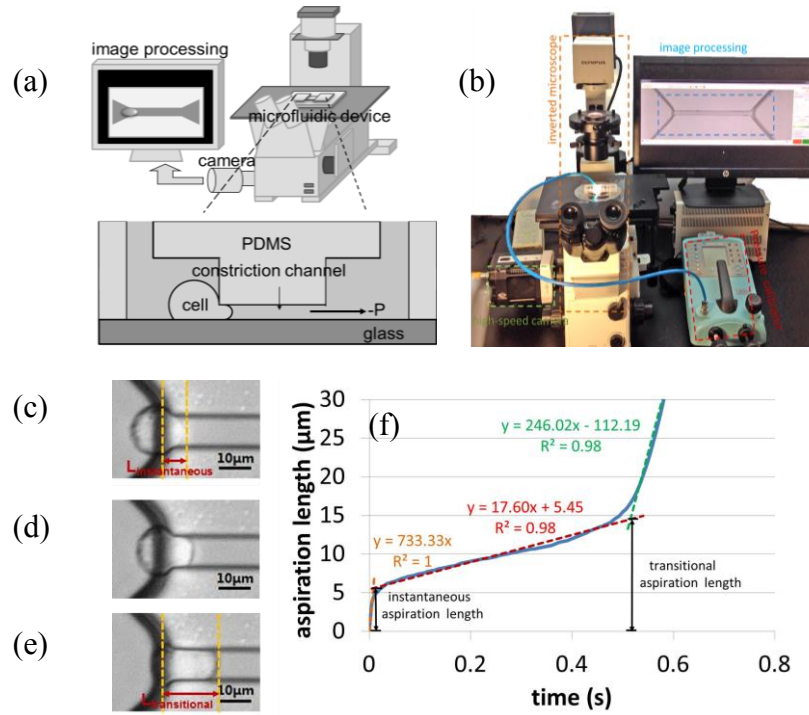 (a)
image processing
microfluidic device
camera
PDMS
constriction channel
cell
-P
glass
(b)
OLYMPUS
inverted microscope
image processing
high-speed camera
(c)
Linstantaneous
10μm
(d)
10μm
(e)
Ltransitional
10μm
(f)
aspiration length (μm)
30
25
20
15
10
5
0
y = 246.02x - 112.19
R² = 0.98
y = 17.60x + 5.45
R² = 0.98
y = 733.33x
R² = 1
instantaneous
aspiration length
transitional
aspiration length
0
0.2
0.4
0.6
0.8
time (s)